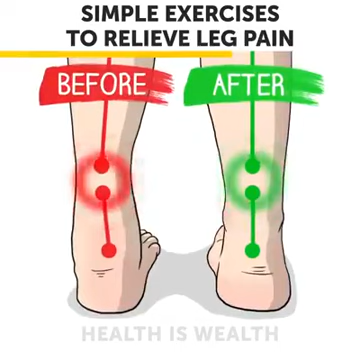 SIMPLE EXERCISES
TO RELIEVE LEG PAIN
BEFORE
AFTER
HEALTH IS WEALTH